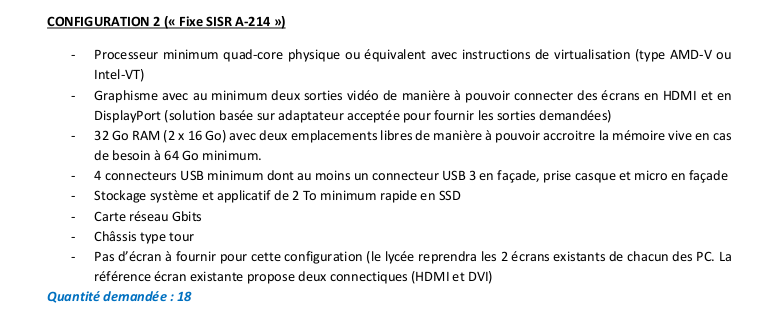 CONFIGURATION 2 (« Fixe SISR A-214 »)
- Processeur minimum quad-core physique ou équivalent avec instructions de virtualisation (type AMD-V ou
Intel-VT)
- Graphisme avec au minimum deux sorties vidéo de manière à pouvoir connecter des écrans en HDMI et en
DisplayPort (solution basée sur adaptateur acceptée pour fournir les sorties demandées)
- 32 Go RAM (2 x 16 Go) avec deux emplacements libres de manière à pouvoir accroitre la mémoire vive en cas
de besoin à 64 Go minimum.
- 4 connecteurs USB minimum dont au moins un connecteur USB 3 en façade, prise casque et micro en façade
- Stockage système et applicatif de 2 To minimum rapide en SSD
- Carte réseau Gbits
- Châssis type tour
- Pas d'écran à fournir pour cette configuration (le lycée reprendra les 2 écrans existants de chacun des PC. La
référence écran existante propose deux connectiques (HDMI et DVI)
Quantité demandée : 18